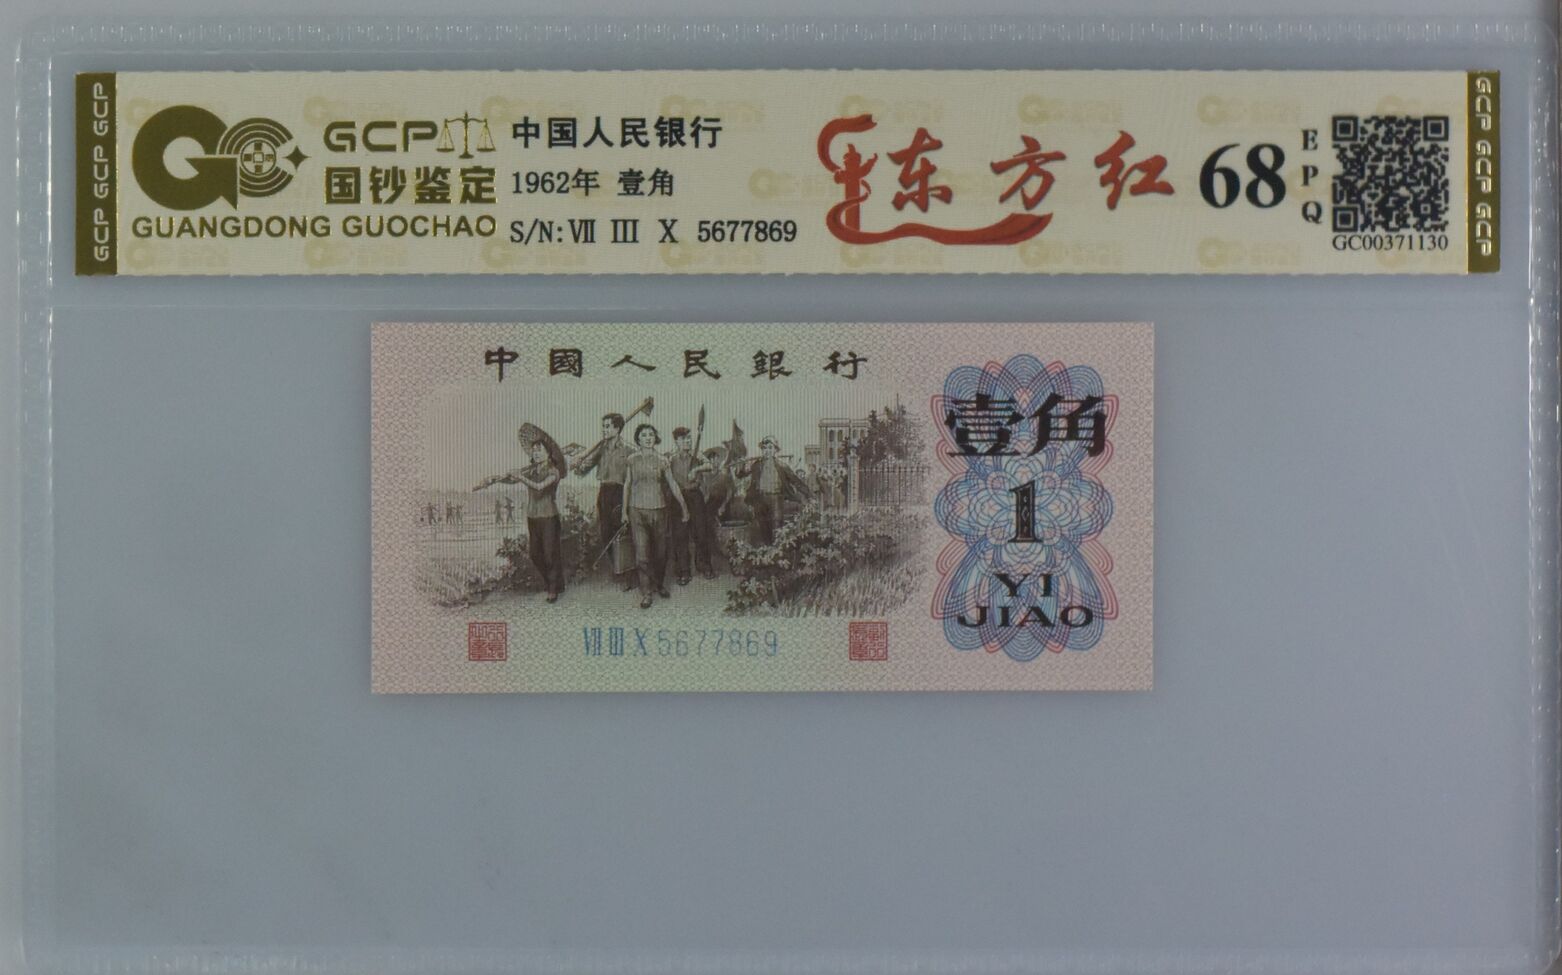 GCP GCP GCP
GCP
国钞鉴定
GUANGDONG GUOCHAO
中国人民银行
1962年 壹角
S/N: Ⅶ Ⅲ Ⅹ 5677869
东方红
68
EPQ
GC00371130
GCP GCP GCP
中國人民銀行
壹角
1
YI
JIAO
Ⅶ Ⅲ Ⅹ 5677869